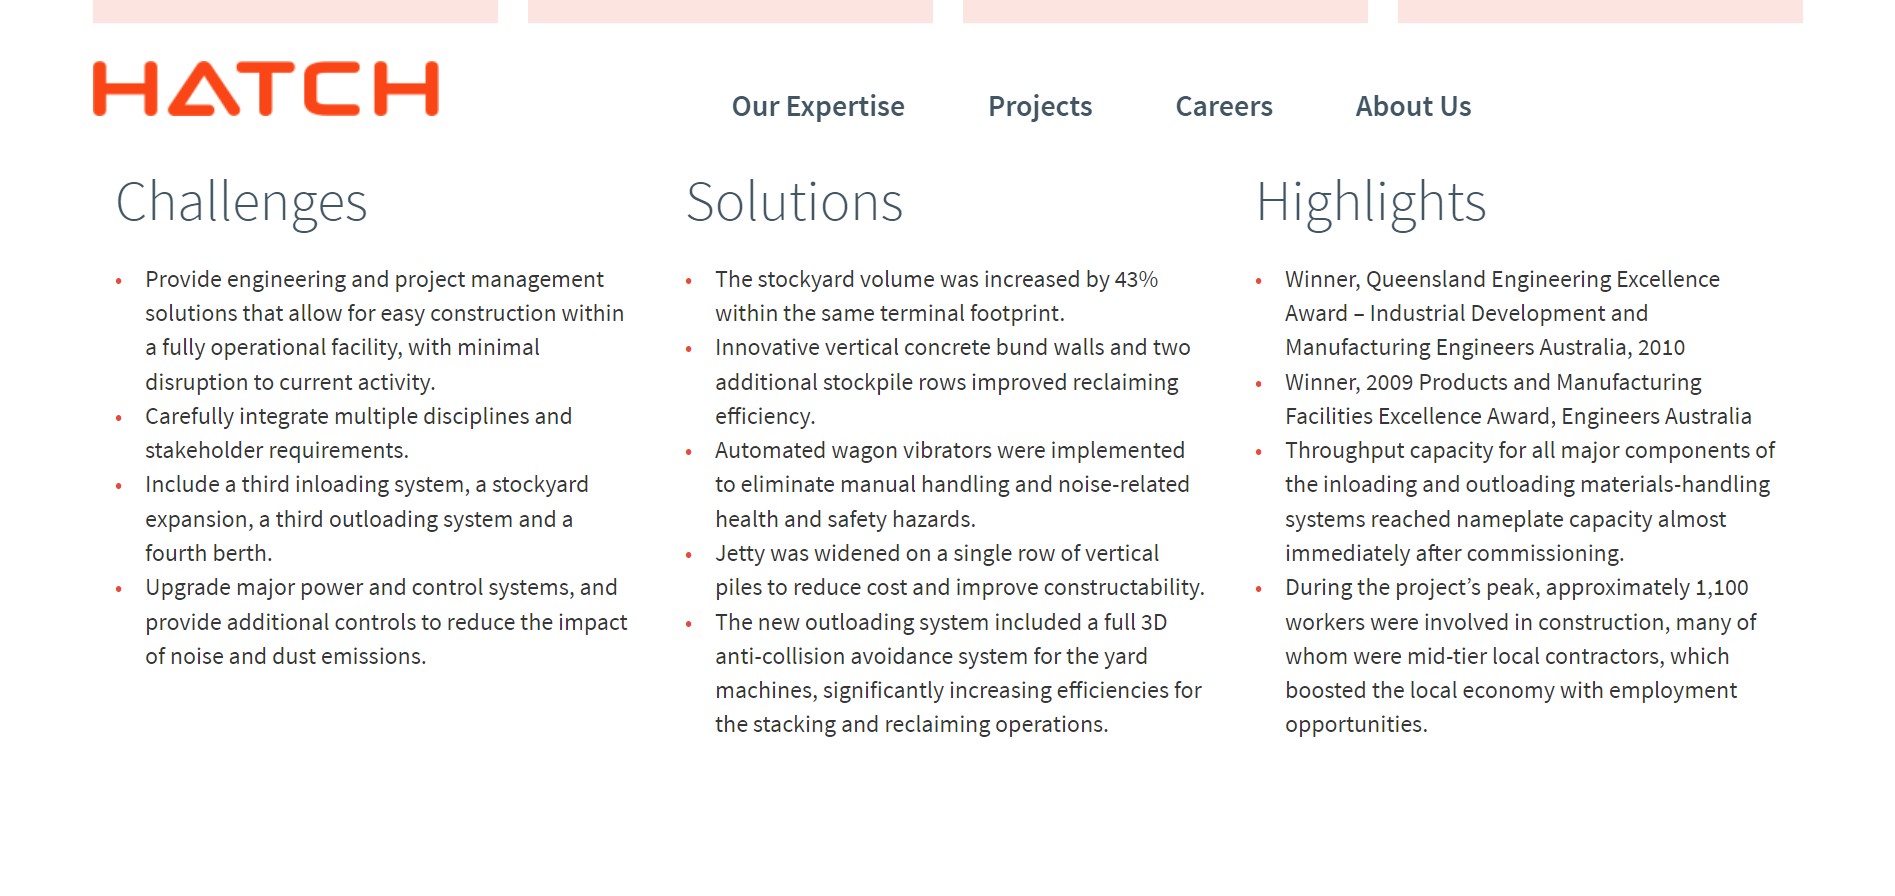 HATCH
Our Expertise Projects Careers About Us
Challenges
• Provide engineering and project management
solutions that allow for easy construction within
a fully operational facility, with minimal
disruption to current activity.
• Carefully integrate multiple disciplines and
stakeholder requirements.
• Include a third inloading system, a stockyard
expansion, a third outloading system and a
fourth berth.
• Upgrade major power and control systems, and
provide additional controls to reduce the impact
of noise and dust emissions.
Solutions
• The stockyard volume was increased by 43%
within the same terminal footprint.
• Innovative vertical concrete bund walls and two
additional stockpile rows improved reclaiming
efficiency.
• Automated wagon vibrators were implemented
to eliminate manual handling and noise-related
health and safety hazards.
• Jetty was widened on a single row of vertical
piles to reduce cost and improve constructability.
• The new outloading system included a full 3D
anti-collision avoidance system for the yard
machines, significantly increasing efficiencies for
the stacking and reclaiming operations.
Highlights
• Winner, Queensland Engineering Excellence
Award – Industrial Development and
Manufacturing Engineers Australia, 2010
• Winner, 2009 Products and Manufacturing
Facilities Excellence Award, Engineers Australia
• Throughput capacity for all major components of
the inloading and outloading materials-handling
systems reached nameplate capacity almost
immediately after commissioning.
• During the project’s peak, approximately 1,100
workers were involved in construction, many of
whom were mid-tier local contractors, which
boosted the local economy with employment
opportunities.